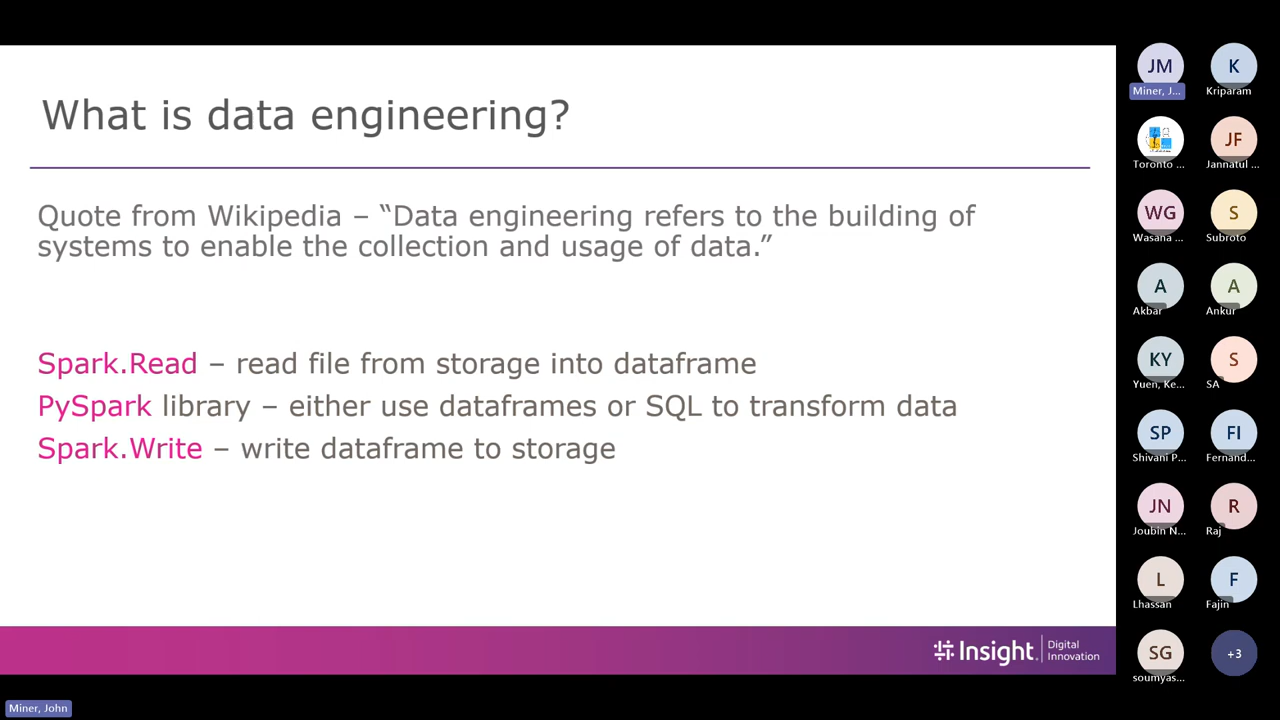 What is data engineering?
Quote from Wikipedia – “Data engineering refers to the building of
systems to enable the collection and usage of data.”
Spark.Read – read file from storage into dataframe
PySpark library – either use dataframes or SQL to transform data
Spark.Write – write dataframe to storage
Insight. Digital
Innovation
JM K
Miner, J... Kriparam
JF
Toronto ... Jannatul ...
WG S
Wasana ... Subroto
A A
Akbar Ankur
KY S
Yuen, Ke... SA
SP FI
Shivani P... Fernand...
JN R
Joubin N... Raj
L F
Lhassan Fajin
SG +3
soumyas...
Miner, John